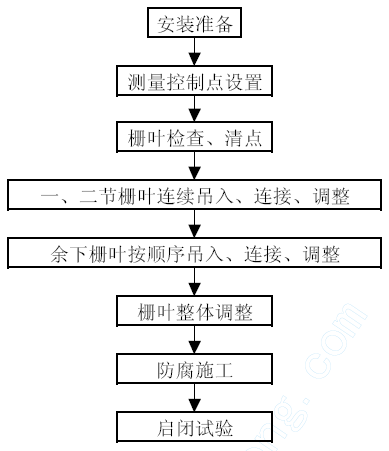 安装准备
测量控制点设置
栅叶检查、清点
一、二节栅叶连续吊入、连接、调整
余下栅叶按顺序吊入、连接、调整
栅叶整体调整
防腐施工
启闭试验
ong. com